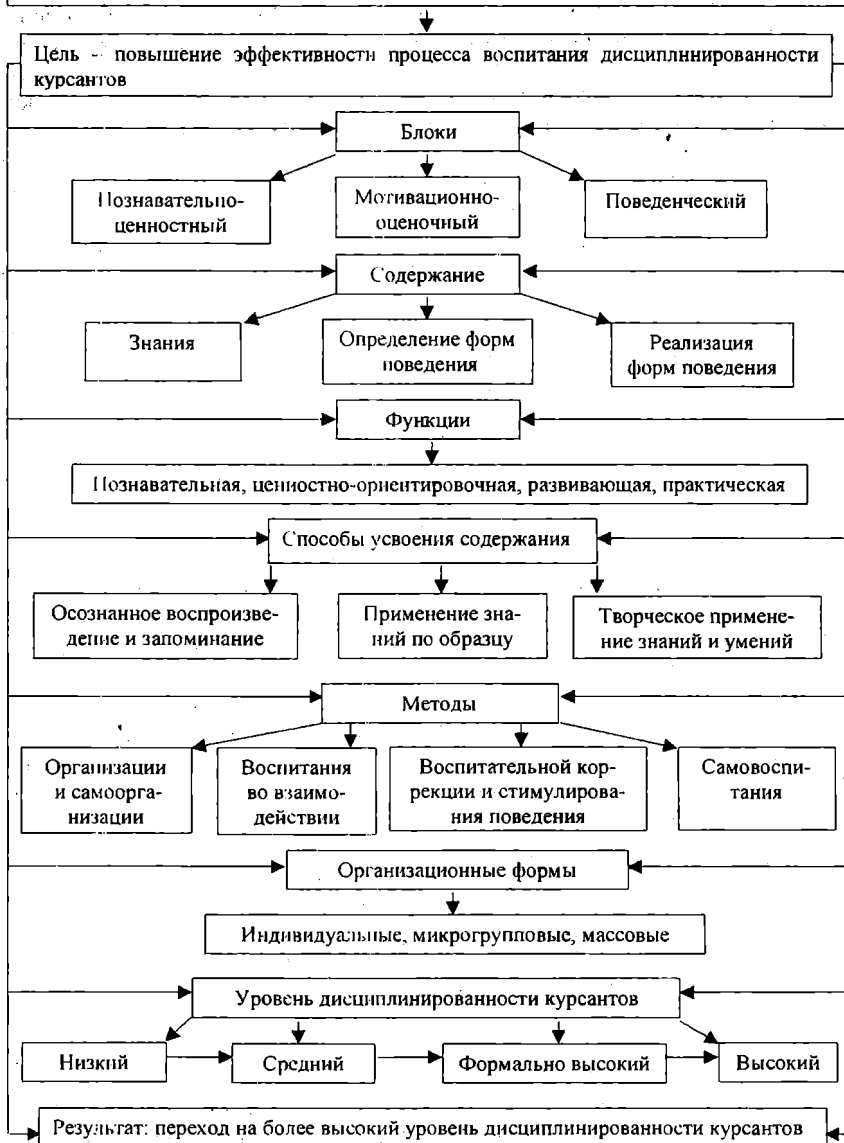 Цель – повышение эффективности процесса воспитания дисциплинированности
курсантов
Блоки
Познавательно-
ценностный
Мотивационно-
оценочный
Поведенческий
Содержание
Знания
Определение форм
поведения
Реализация
форм поведения
Функции
Познавательная, ценностно-ориентировочная, развивающая, практическая
Способы усвоения содержания
Осознанное воспроизве-
дение и запоминание
Применение зна-
ний по образцу
Творческое примене-
ние знаний и умений
Методы
Организации
и самоорга-
низации
Воспитания
во взаимо-
действии
Воспитательной кор-
рекции и стимулирова-
ния поведения
Самовоспи-
тания
Организационные формы
Индивидуальные, микрогрупповые, массовые
Уровень дисциплинированности курсантов
Низкий
Средний
Формально высокий
Высокий
Результат: переход на более высокий уровень дисциплинированности курсантов